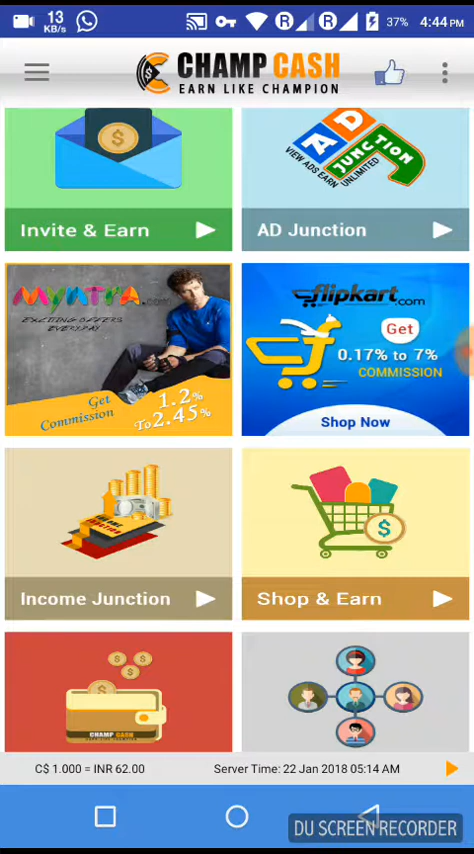 13
KB/s
R
R
37%
4:44 PM
CHAMP CASH
EARN LIKE CHAMPION
Invite & Earn
AD
JUNCTION
VIEW ADS EARN UNLIMITED
AD Junction
MYNTRA.com
EXCITING OFFERS
EVERYDAY
Get
Commission
1.2%
To 2.45%
flipkart.com
Get
0.17% to 7%
COMMISSION
Shop Now
Income Junction
Shop & Earn
CHAMP CASH
C$ 1.000 = INR 62.00
Server Time: 22 Jan 2018 05:14 AM
DU SCREEN RECORDER